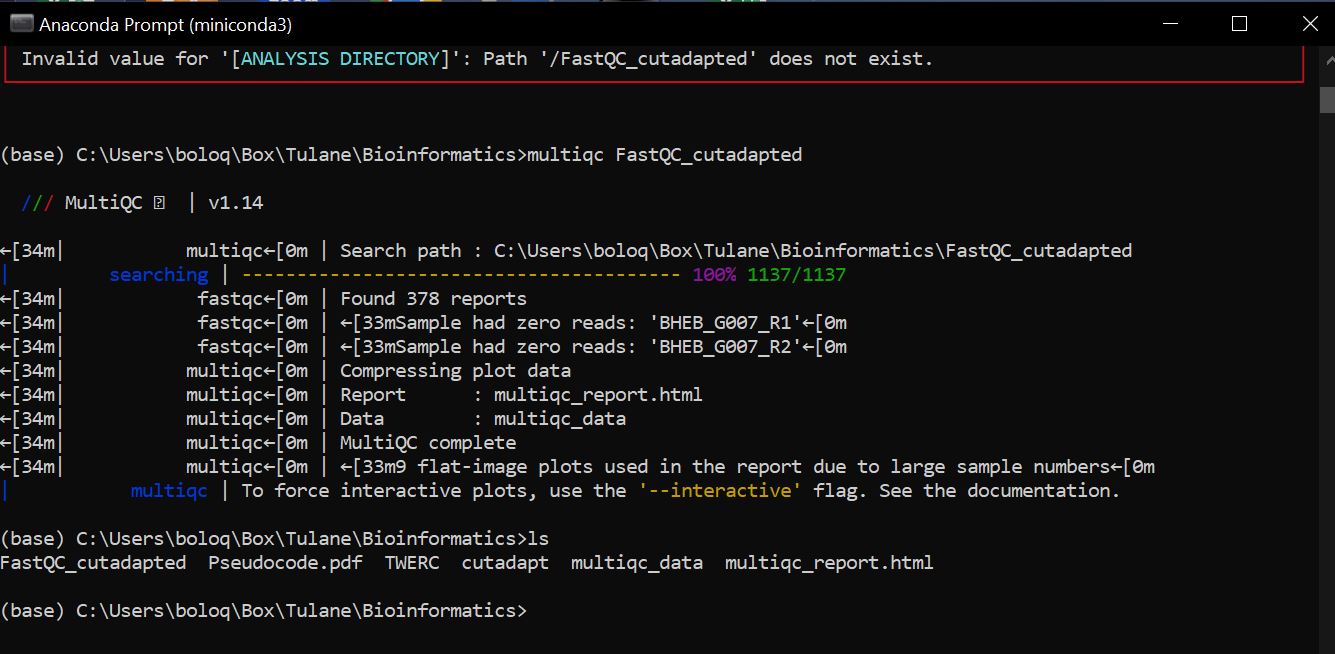 Anaconda Prompt (miniconda3)
Invalid value for '[ANALYSIS DIRECTORY]': Path '/FastQC_cutadapted' does not exist.
(base) C:\Users\boloq\Box\Tulane\Bioinformatics>multiqc FastQC_cutadapted
/// MultiQC ⍰ | v1.14
←[34m| multiqc←[0m | Search path : C:\Users\boloq\Box\Tulane\Bioinformatics\FastQC_cutadapted
| searching | ---------------------------------------- 100% 1137/1137
←[34m| fastqc←[0m | Found 378 reports
←[34m| fastqc←[0m | ←[33mSample had zero reads: 'BHEB_G007_R1'←[0m
←[34m| fastqc←[0m | ←[33mSample had zero reads: 'BHEB_G007_R2'←[0m
←[34m| multiqc←[0m | Compressing plot data
←[34m| multiqc←[0m | Report : multiqc_report.html
←[34m| multiqc←[0m | Data : multiqc_data
←[34m| multiqc←[0m | MultiQC complete
←[34m| multiqc←[0m | ←[33m9 flat-image plots used in the report due to large sample numbers←[0m
| multiqc | To force interactive plots, use the '--interactive' flag. See the documentation.
(base) C:\Users\boloq\Box\Tulane\Bioinformatics>ls
FastQC_cutadapted Pseudocode.pdf TWERC cutadapt multiqc_data multiqc_report.html
(base) C:\Users\boloq\Box\Tulane\Bioinformatics>